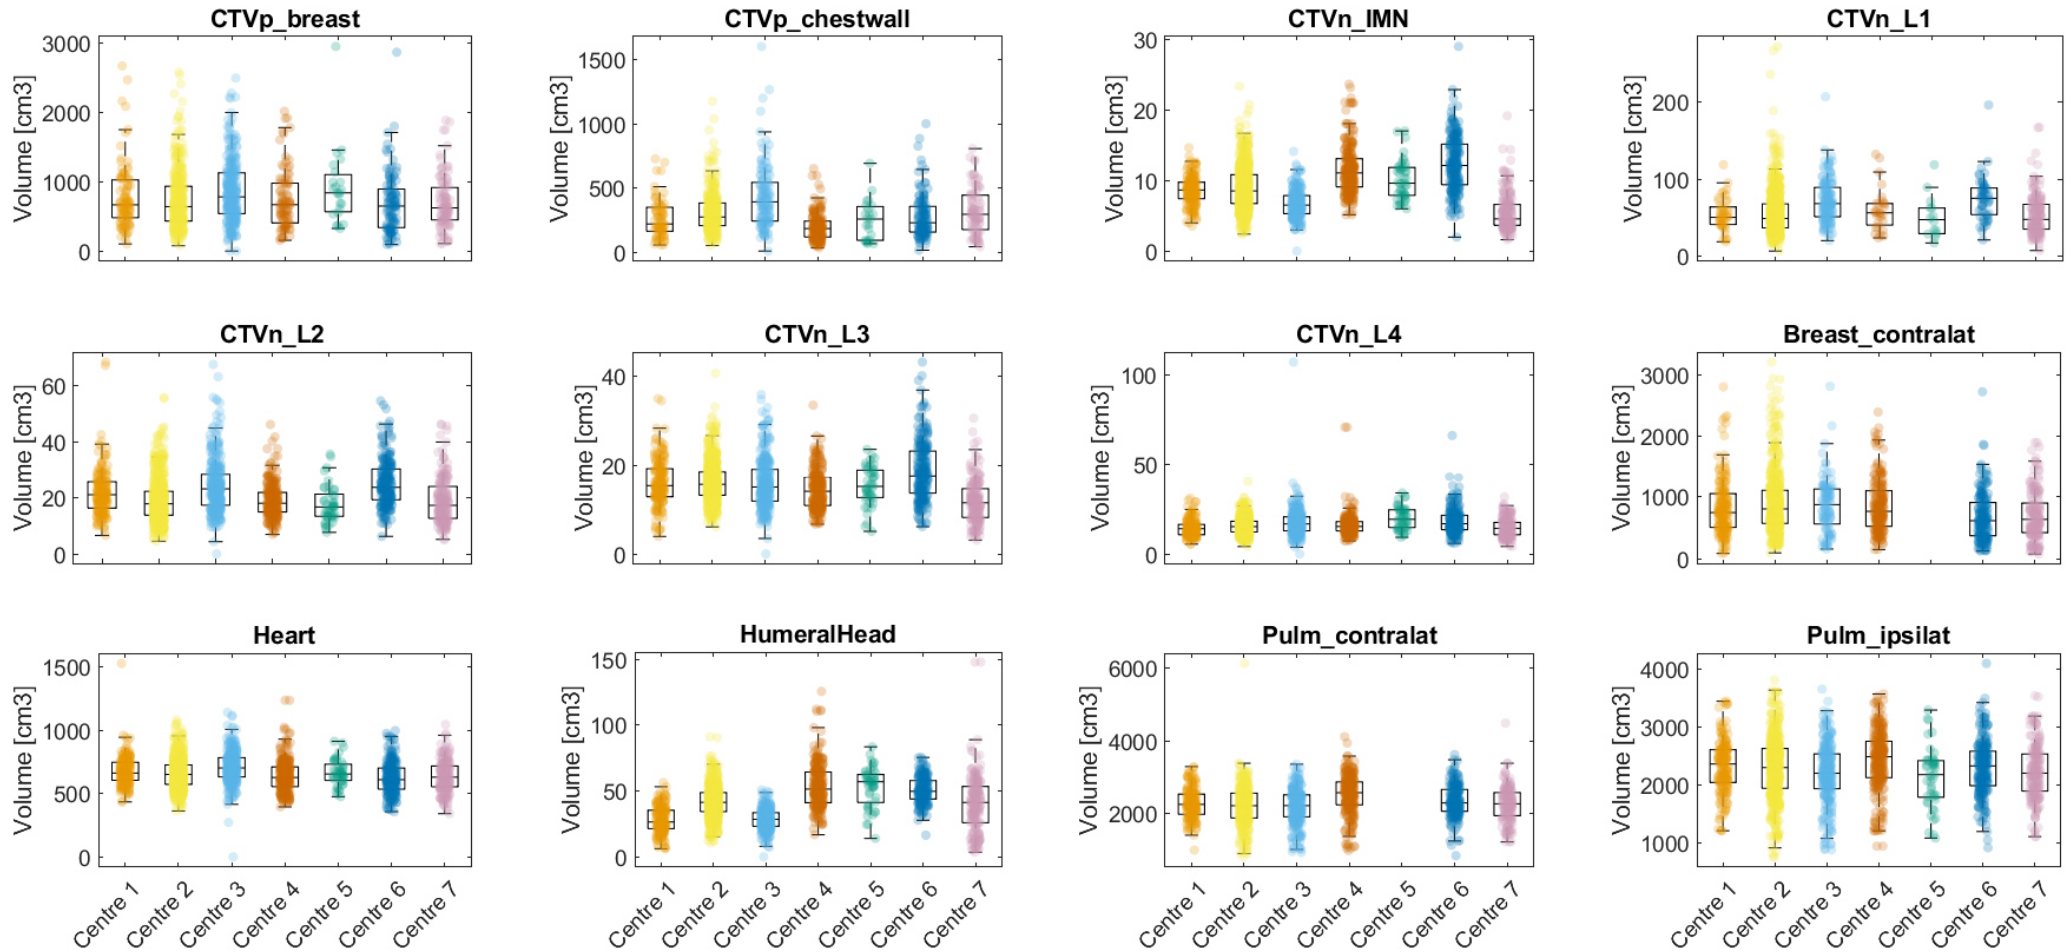 CTVp_breast
Volume [cm3]
3000
2000
1000
0
CTVp_chestwall
Volume [cm3]
1500
1000
500
0
CTVn_IMN
Volume [cm3]
30
20
10
0
CTVn_L1
Volume [cm3]
200
100
0
CTVn_L2
Volume [cm3]
60
40
20
0
CTVn_L3
Volume [cm3]
40
20
0
CTVn_L4
Volume [cm3]
100
50
0
Breast_contralat
Volume [cm3]
3000
2000
1000
0
Heart
Volume [cm3]
1500
1000
500
0
Centre 1
Centre 2
Centre 3
Centre 4
Centre 5
Centre 6
Centre 7
HumeralHead
Volume [cm3]
150
100
50
0
Centre 1
Centre 2
Centre 3
Centre 4
Centre 5
Centre 6
Centre 7
Pulm_contralat
Volume [cm3]
6000
4000
2000
Centre 1
Centre 2
Centre 3
Centre 4
Centre 5
Centre 6
Centre 7
Pulm_ipsilat
Volume [cm3]
4000
3000
2000
1000
Centre 1
Centre 2
Centre 3
Centre 4
Centre 5
Centre 6
Centre 7